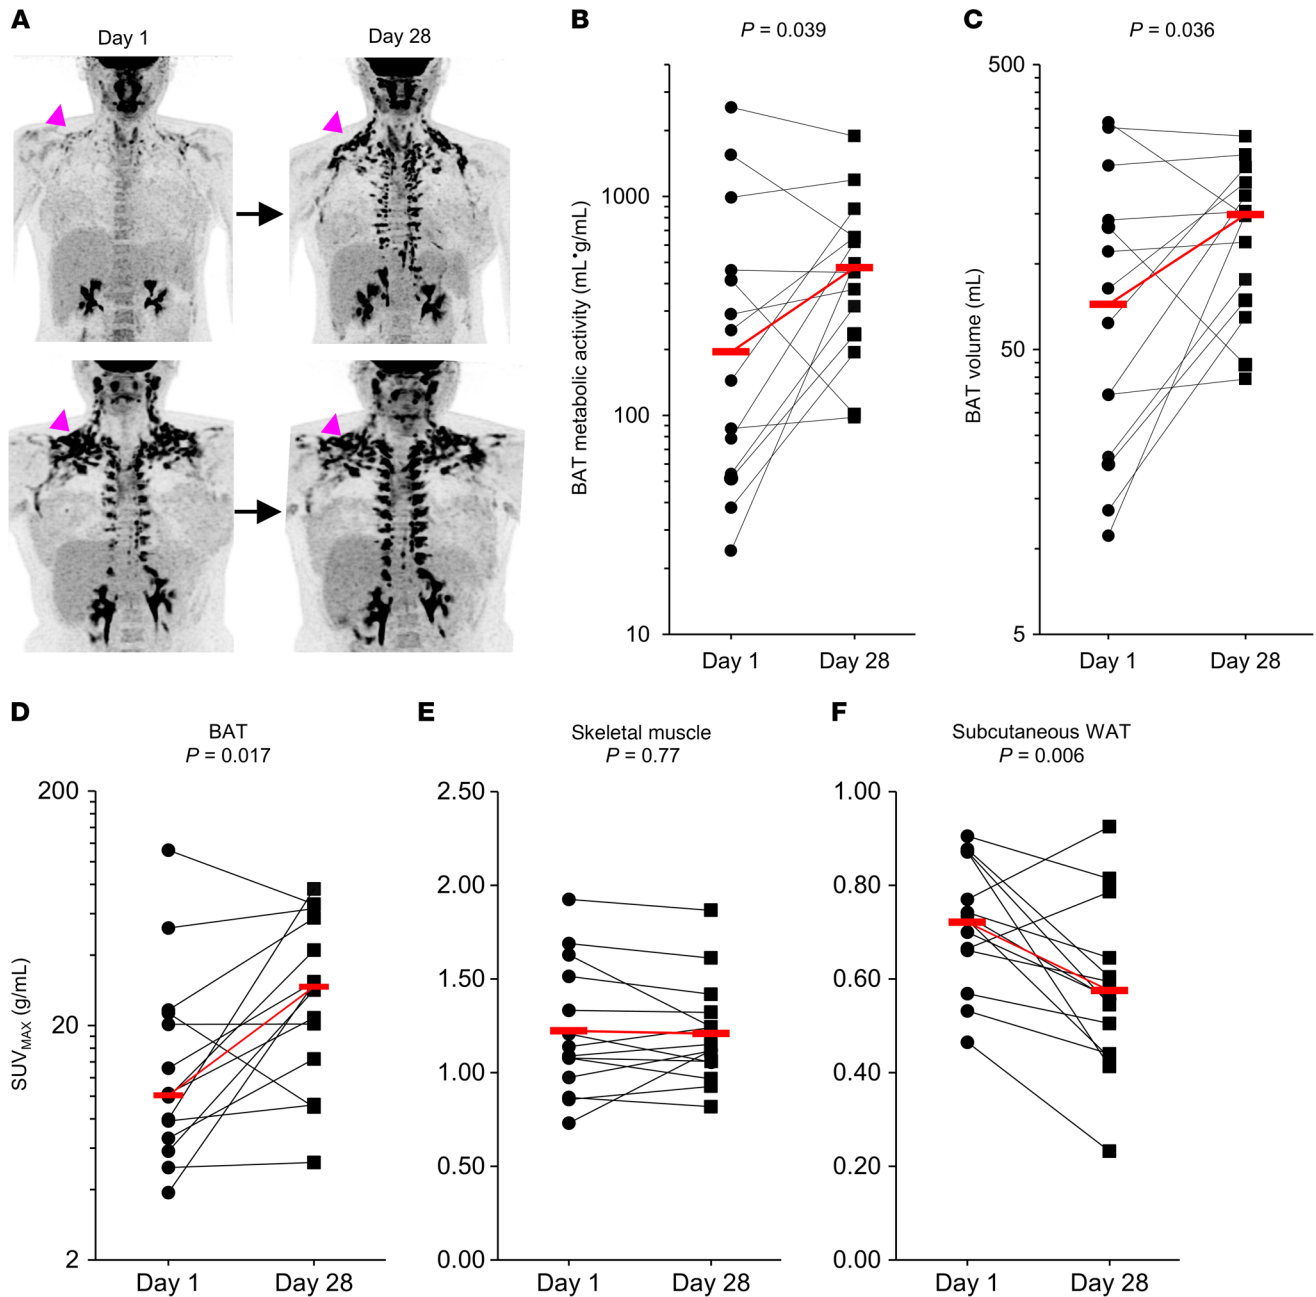 A
Day 1
Day 28
B
P = 0.039
BAT metabolic activity (mL•g/mL)
1000
100
10
Day 1
Day 28
C
P = 0.036
BAT volume (mL)
500
50
5
Day 1
Day 28
D
BAT
P = 0.017
SUVMAX (g/mL)
200
20
2
Day 1
Day 28
E
Skeletal muscle
P = 0.77
2.50
2.00
1.50
1.00
0.50
0.00
Day 1
Day 28
F
Subcutaneous WAT
P = 0.006
1.00
0.80
0.60
0.40
0.20
0.00
Day 1
Day 28